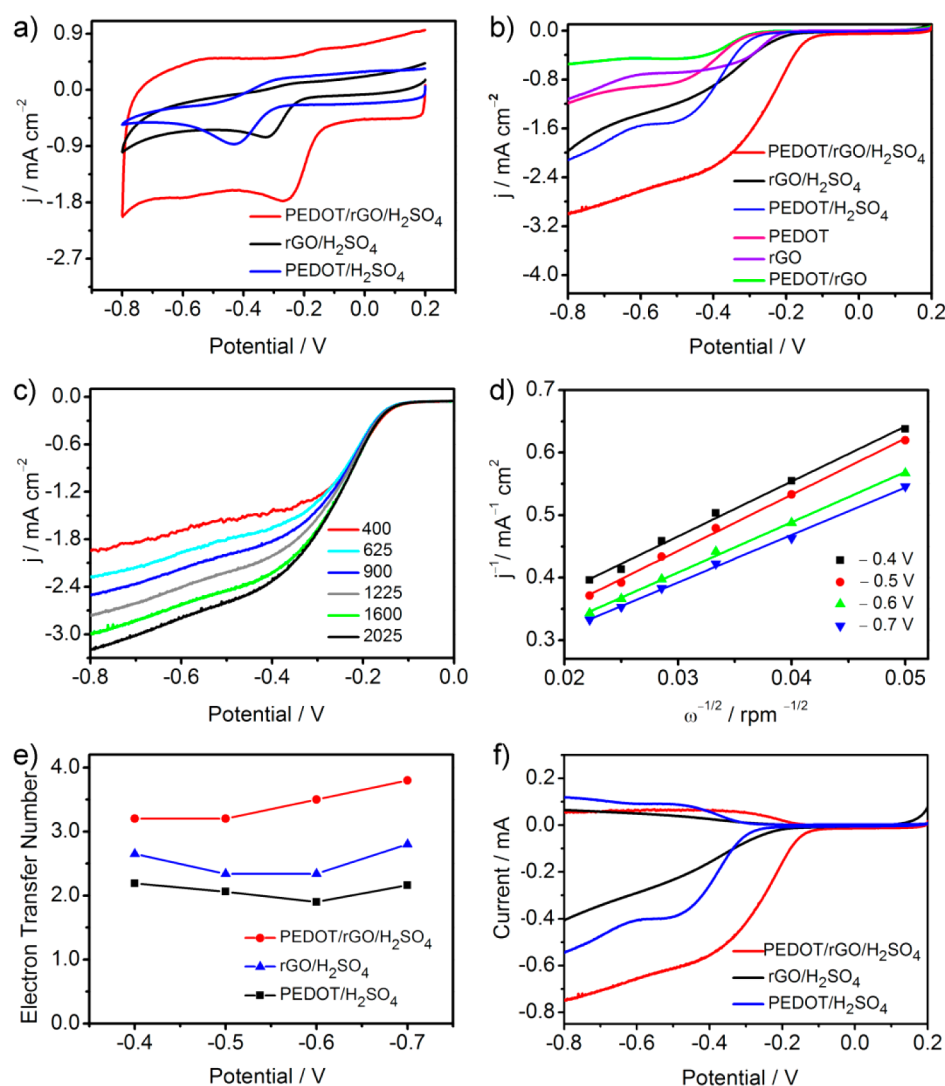 a)
0.9
0.0
-0.9
-1.8
-2.7
j / mA cm⁻²
PEDOT/rGO/H₂SO₄
rGO/H₂SO₄
PEDOT/H₂SO₄
-0.8 -0.6 -0.4 -0.2 0.0 0.2
Potential / V
b)
0.0
-0.8
-1.6
-2.4
-3.2
-4.0
j / mA cm⁻²
PEDOT/rGO/H₂SO₄
rGO/H₂SO₄
PEDOT/H₂SO₄
PEDOT
rGO
PEDOT/rGO
-0.8 -0.6 -0.4 -0.2 0.0 0.2
Potential / V
c)
0.0
-0.6
-1.2
-1.8
-2.4
-3.0
j / mA cm⁻²
400
625
900
1225
1600
2025
-0.8 -0.6 -0.4 -0.2 0.0
Potential / V
d)
0.7
0.6
0.5
0.4
0.3
j⁻¹/ mA⁻¹ cm²
− 0.4 V
− 0.5 V
− 0.6 V
− 0.7 V
0.02 0.03 0.04 0.05
ω⁻¹/² / rpm ⁻¹/²
e)
4.0
3.0
2.0
1.0
0.0
Electron Transfer Number
PEDOT/rGO/H₂SO₄
rGO/H₂SO₄
PEDOT/H₂SO₄
-0.4 -0.5 -0.6 -0.7
Potential / V
f)
0.4
0.2
0.0
-0.2
-0.4
-0.6
-0.8
Current / mA
PEDOT/rGO/H₂SO₄
rGO/H₂SO₄
PEDOT/H₂SO₄
-0.8 -0.6 -0.4 -0.2 0.0 0.2
Potential / V